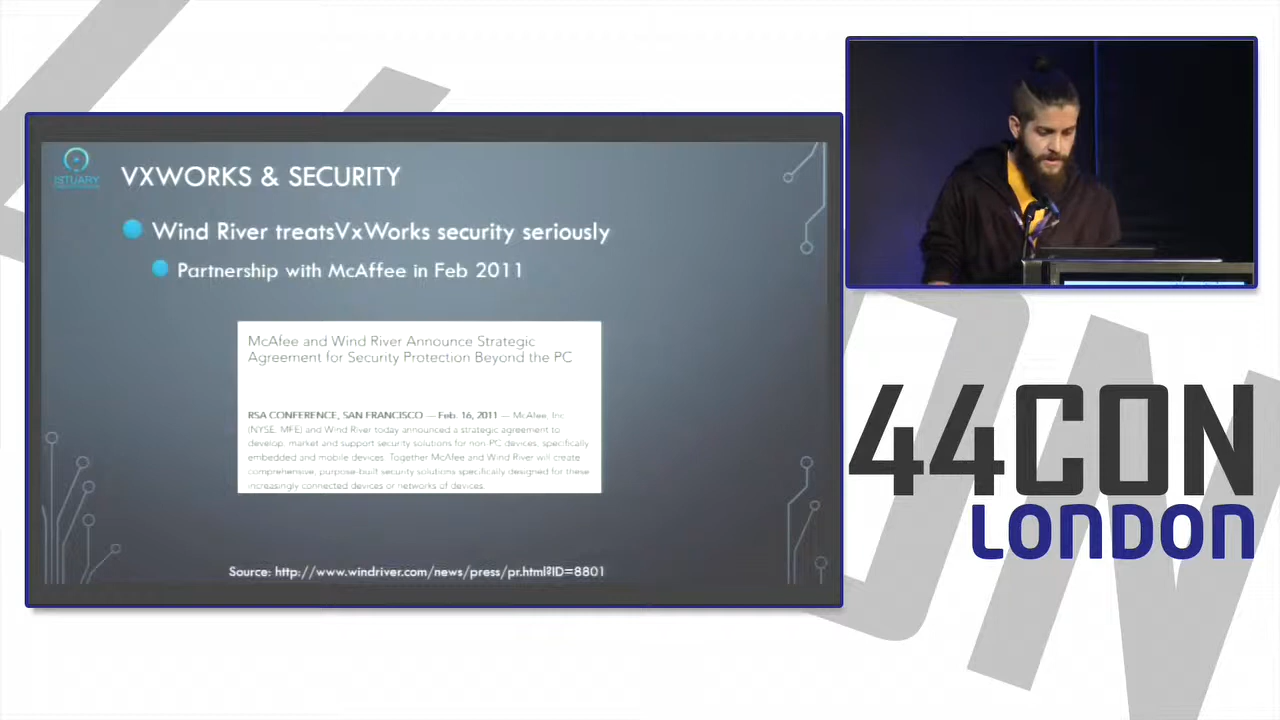 ISTUARY
VXWORKS & SECURITY
Wind River treatsVxWorks security seriously
Partnership with McAffee in Feb 2011
McAfee and Wind River Announce Strategic
Agreement for Security Protection Beyond the PC
RSA CONFERENCE, SAN FRANCISCO — Feb. 16, 2011 — McAfee, Inc.
(NYSE: MFE) and Wind River today announced a strategic agreement to
develop, market and support security solutions for non-PC devices, specifically
embedded and mobile devices. Together McAfee and Wind River will create
comprehensive, purpose-built security solutions specifically designed for these
increasingly connected devices or networks of devices.
Source: http://www.windriver.com/news/press/pr.html?ID=8801
44CON
LONDON